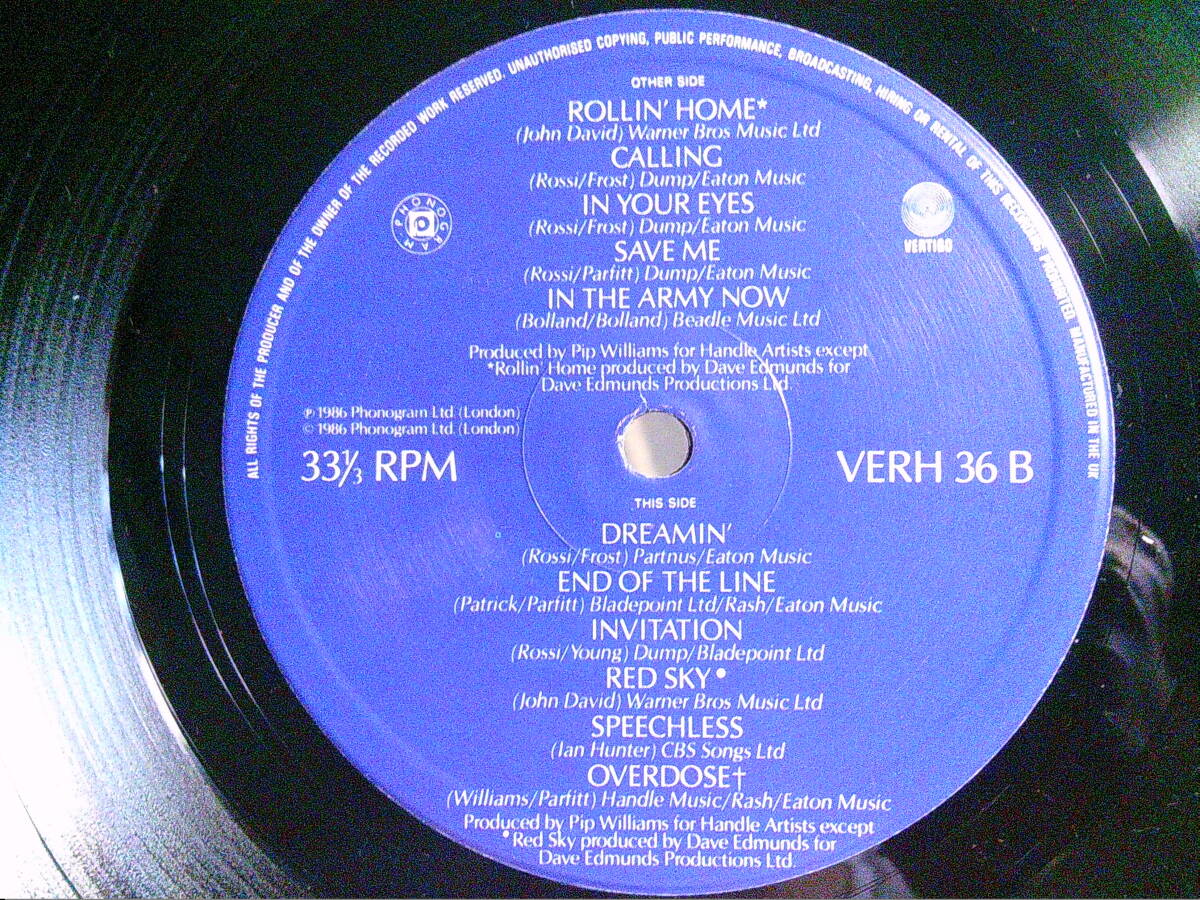 ALL RIGHTS OF THE PRODUCER AND OF THE OWNER OF THE RECORDED WORK RESERVED. UNAUTHORISED COPYING, PUBLIC PERFORMANCE, BROADCASTING, HIRING OR RENTAL OF THIS RECORDING PROHIBITED. MANUFACTURED IN THE UK
OTHER SIDE
ROLLIN' HOME*
(John David) Warner Bros Music Ltd
CALLING
(Rossi/Frost) Dump/Eaton Music
IN YOUR EYES
(Rossi/Frost) Dump/Eaton Music
SAVE ME
(Rossi/Parfitt) Dump/Eaton Music
IN THE ARMY NOW
(Bolland/Bolland) Beadle Music Ltd
PHONOGRAM
VERTIGO
Produced by Pip Williams for Handle Artists except
*Rollin' Home produced by Dave Edmunds for
Dave Edmunds Productions Ltd.
℗ 1986 Phonogram Ltd. (London)
© 1986 Phonogram Ltd. (London)
33⅓ RPM
VERH 36 B
THIS SIDE
DREAMIN'
(Rossi/Frost) Partnus/Eaton Music
END OF THE LINE
(Patrick/Parfitt) Bladepoint Ltd/Rash/Eaton Music
INVITATION
(Rossi/Young) Dump/Bladepoint Ltd
RED SKY•
(John David) Warner Bros Music Ltd
SPEECHLESS
(Ian Hunter) CBS Songs Ltd
OVERDOSE†
(Williams/Parfitt) Handle Music/Rash/Eaton Music
Produced by Pip Williams for Handle Artists except
•Red Sky produced by Dave Edmunds for
Dave Edmunds Productions Ltd.